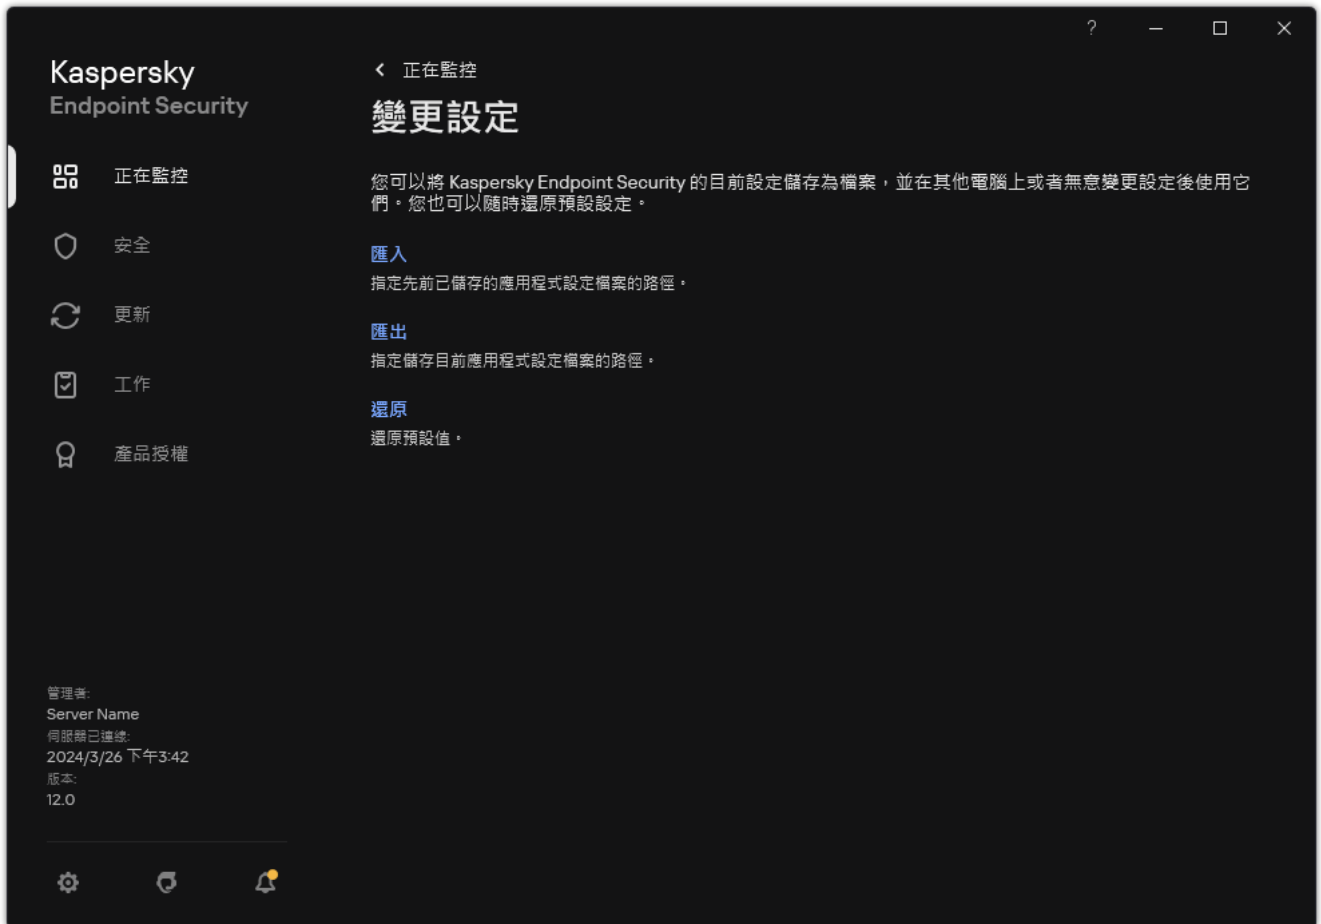 Kaspersky
Endpoint Security
正在監控
安全
更新
工作
產品授權
管理者:
Server Name
伺服器已連線:
2024/3/26 下午3:42
版本:
12.0
?
正在監控
變更設定
您可以將 Kaspersky Endpoint Security 的目前設定儲存為檔案，並在其他電腦上或者無意變更設定後使用它
們。您也可以隨時還原預設設定。
匯入
指定先前已儲存的應用程式設定檔案的路徑。
匯出
指定儲存目前應用程式設定檔案的路徑。
還原
還原預設值。